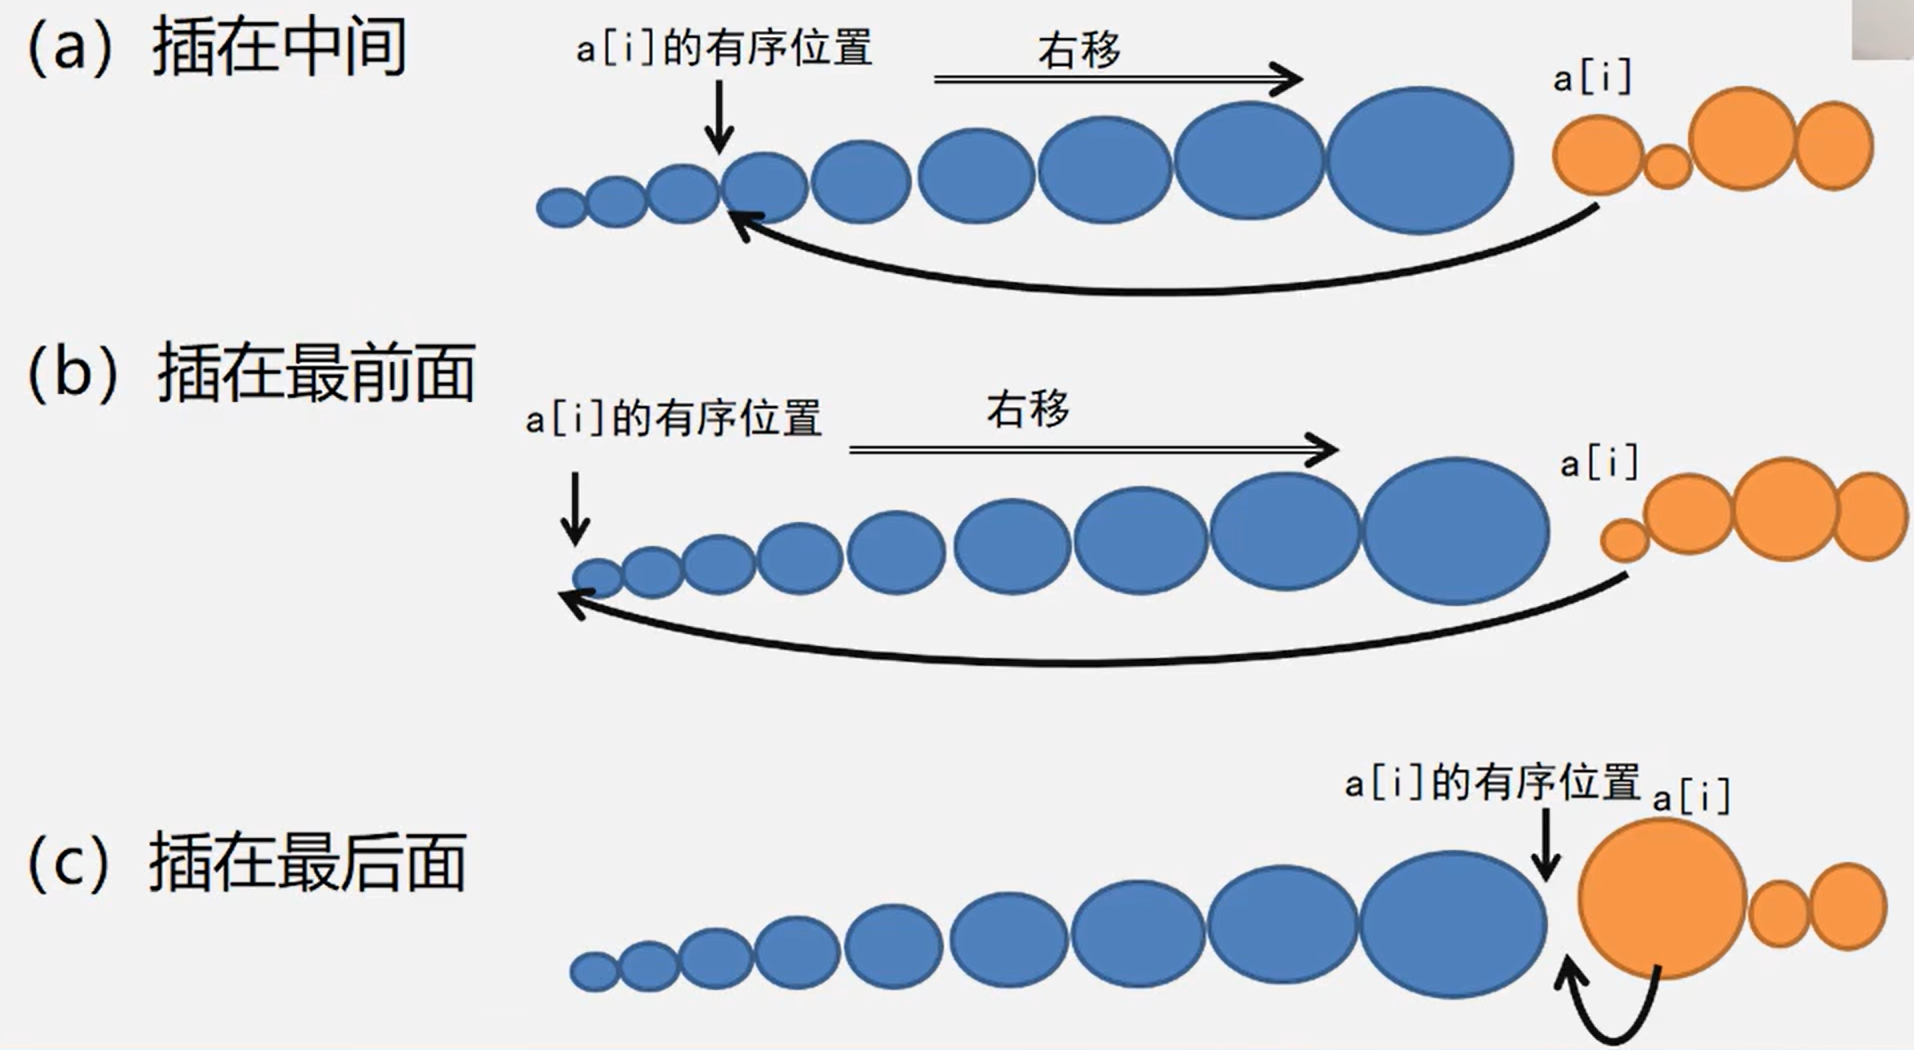 (a) 插在中间
a[i]的有序位置
右移
a[i]
(b) 插在最前面
a[i]的有序位置
右移
a[i]
(c) 插在最后面
a[i]的有序位置
a[i]